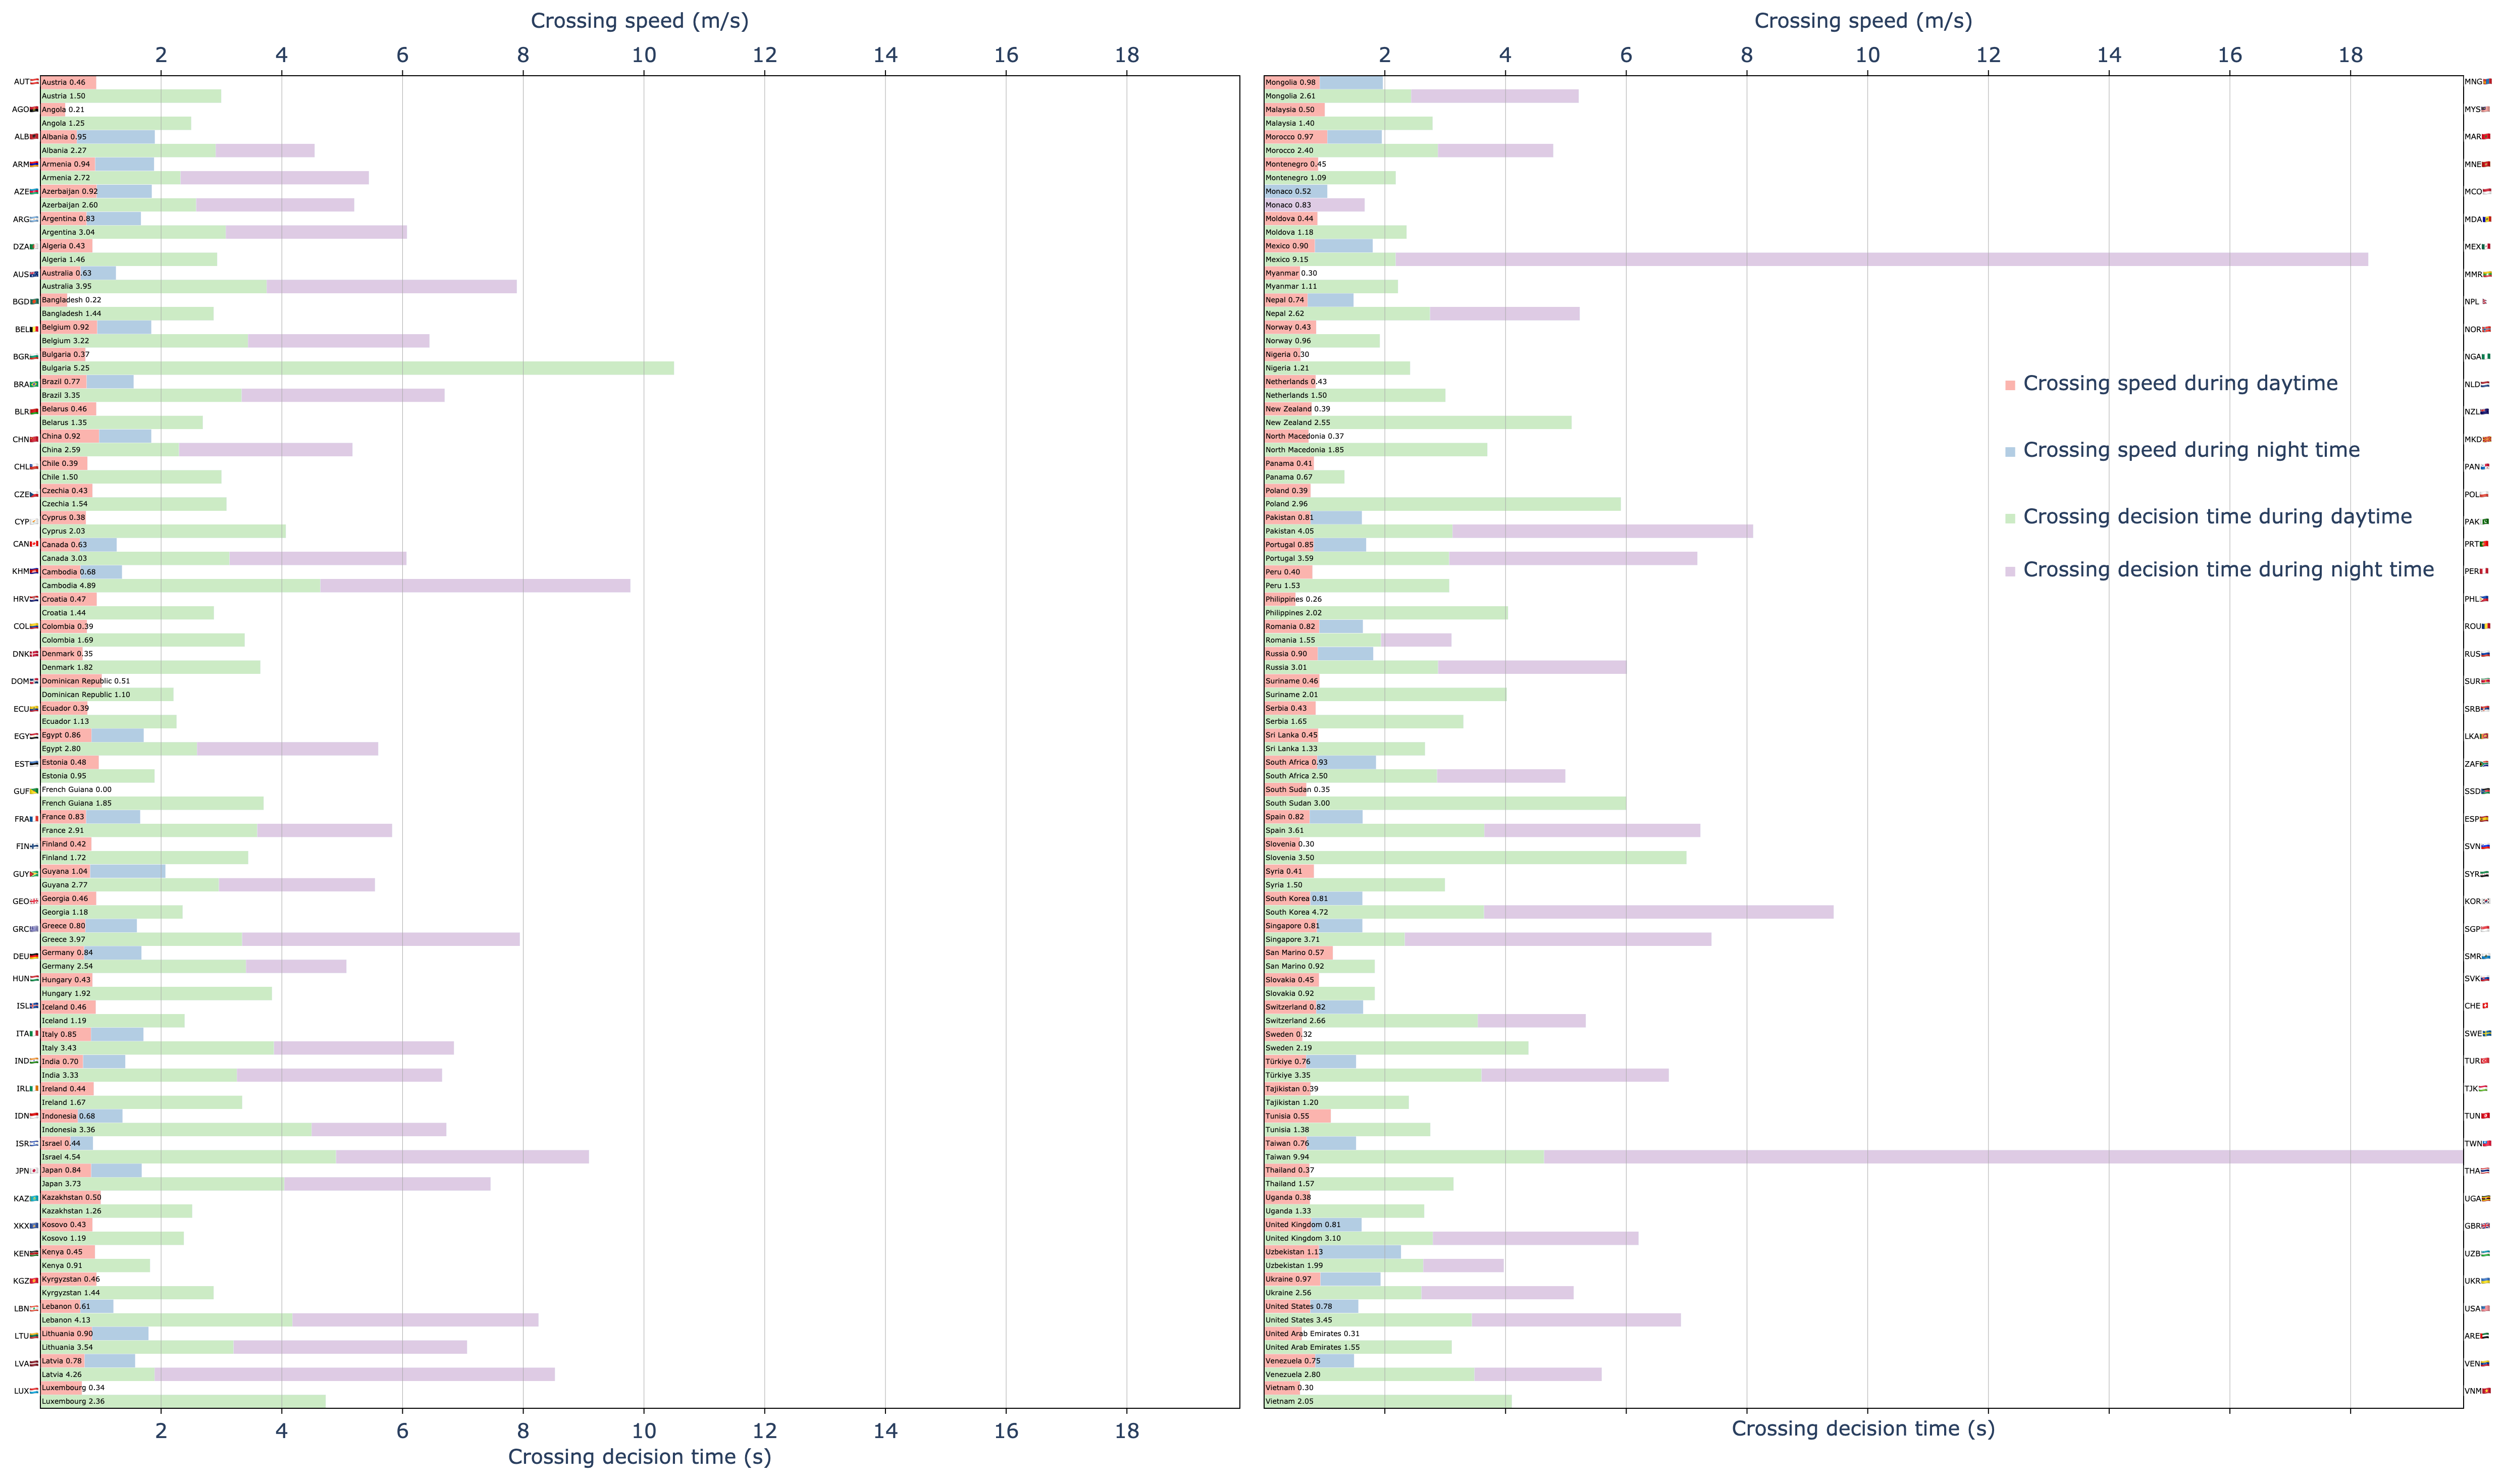 Crossing speed (m/s)
2 4 6 8 10 12 14 16 18
AUT Austria 0.46
Austria 1.50
AGO Angola 0.21
Angola 1.25
ALB Albania 0.95
Albania 2.27
ARM Armenia 0.94
Armenia 2.72
AZE Azerbaijan 0.92
Azerbaijan 2.60
ARG Argentina 0.83
Argentina 3.04
DZA Algeria 0.43
Algeria 1.46
AUS Australia 0.63
Australia 3.95
BGD Bangladesh 0.22
Bangladesh 1.44
BEL Belgium 0.92
Belgium 3.22
BGR Bulgaria 0.37
Bulgaria 5.25
BRA Brazil 0.77
Brazil 3.35
BLR Belarus 0.46
Belarus 1.35
CHN China 0.92
China 2.59
CHL Chile 0.39
Chile 1.50
CZE Czechia 0.43
Czechia 1.54
CYP Cyprus 0.38
Cyprus 2.03
CAN Canada 0.63
Canada 3.03
KHM Cambodia 0.68
Cambodia 4.89
HRV Croatia 0.47
Croatia 1.44
COL Colombia 0.39
Colombia 1.69
DNK Denmark 0.35
Denmark 1.82
DOM Dominican Republic 0.51
Dominican Republic 1.10
ECU Ecuador 0.39
Ecuador 1.13
EGY Egypt 0.86
Egypt 2.80
EST Estonia 0.48
Estonia 0.95
GUF French Guiana 0.00
French Guiana 1.85
FRA France 0.83
France 2.91
FIN Finland 0.42
Finland 1.72
GUY Guyana 1.04
Guyana 2.77
GEO Georgia 0.46
Georgia 1.18
GRC Greece 0.80
Greece 3.97
DEU Germany 0.84
Germany 2.54
HUN Hungary 0.43
Hungary 1.92
ISL Iceland 0.46
Iceland 1.19
ITA Italy 0.85
Italy 3.43
IND India 0.70
India 3.33
IRL Ireland 0.44
Ireland 1.67
IDN Indonesia 0.68
Indonesia 3.36
ISR Israel 0.44
Israel 4.54
JPN Japan 0.84
Japan 3.73
KAZ Kazakhstan 0.50
Kazakhstan 1.26
XKX Kosovo 0.43
Kosovo 1.19
KEN Kenya 0.45
Kenya 0.91
KGZ Kyrgyzstan 0.46
Kyrgyzstan 1.44
LBN Lebanon 0.61
Lebanon 4.13
LTU Lithuania 0.90
Lithuania 3.54
LVA Latvia 0.78
Latvia 4.26
LUX Luxembourg 0.34
Luxembourg 2.36
2 4 6 8 10 12 14 16 18
Crossing decision time (s)
Crossing speed (m/s)
2 4 6 8 10 12 14 16 18
Mongolia 0.98 MNG
Mongolia 2.61
Malaysia 0.50 MYS
Malaysia 1.40
Morocco 0.97 MAR
Morocco 2.40
Montenegro 0.45 MNE
Montenegro 1.09
Monaco 0.52 MCO
Monaco 0.83
Moldova 0.44 MDA
Moldova 1.18
Mexico 0.90 MEX
Mexico 9.15
Myanmar 0.30 MMR
Myanmar 1.11
Nepal 0.74 NPL
Nepal 2.62
Norway 0.43 NOR
Norway 0.96
Nigeria 0.30 NGA
Nigeria 1.21
Netherlands 0.43 NLD
Netherlands 1.50
New Zealand 0.39 NZL
New Zealand 2.55
North Macedonia 0.37 MKD
North Macedonia 1.85
Panama 0.41 PAN
Panama 0.67
Poland 0.39 POL
Poland 2.96
Pakistan 0.81 PAK
Pakistan 4.05
Portugal 0.85 PRT
Portugal 3.59
Peru 0.40 PER
Peru 1.53
Philippines 0.26 PHL
Philippines 2.02
Romania 0.82 ROU
Romania 1.55
Russia 0.90 RUS
Russia 3.01
Suriname 0.46 SUR
Suriname 2.01
Serbia 0.43 SRB
Serbia 1.65
Sri Lanka 0.45 LKA
Sri Lanka 1.33
South Africa 0.93 ZAF
South Africa 2.50
South Sudan 0.35 SSD
South Sudan 3.00
Spain 0.82 ESP
Spain 3.61
Slovenia 0.30 SVN
Slovenia 3.50
Syria 0.41 SYR
Syria 1.50
South Korea 0.81 KOR
South Korea 4.72
Singapore 0.81 SGP
Singapore 3.71
San Marino 0.57 SMR
San Marino 0.92
Slovakia 0.45 SVK
Slovakia 0.92
Switzerland 0.82 CHE
Switzerland 2.66
Sweden 0.32 SWE
Sweden 2.19
Türkiye 0.76 TUR
Türkiye 3.35
Tajikistan 0.39 TJK
Tajikistan 1.20
Tunisia 0.55 TUN
Tunisia 1.38
Taiwan 0.76 TWN
Taiwan 9.94
Thailand 0.37 THA
Thailand 1.57
Uganda 0.38 UGA
Uganda 1.33
United Kingdom 0.81 GBR
United Kingdom 3.10
Uzbekistan 1.13 UZB
Uzbekistan 1.99
Ukraine 0.97 UKR
Ukraine 2.56
United States 0.78 USA
United States 3.45
United Arab Emirates 0.31 ARE
United Arab Emirates 1.55
Venezuela 0.75 VEN
Venezuela 2.80
Vietnam 0.30 VNM
Vietnam 2.05
2 4 6 8 10 12 14 16 18
Crossing decision time (s)
Crossing speed during daytime
Crossing speed during night time
Crossing decision time during daytime
Crossing decision time during night time